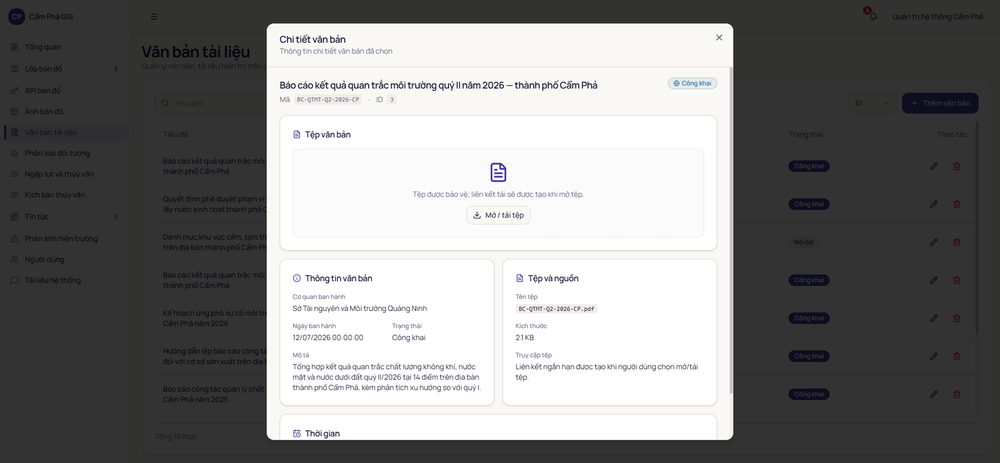 CP Cẩm Phả GIS
4
Quản trị hệ thống Cẩm Phả
Tổng quan
Lớp bản đồ
API bản đồ
Ảnh bản đồ
Văn bản tài liệu
Phân loại đối tượng
Ngập lụt và thủy văn
Kịch bản thủy văn
Tin tức
Phản ánh hiện trường
Người dùng
Tài liệu hệ thống
Văn bản tài liệu
Quản lý văn bản, tài liệu hiển thị trên
Tìm kiếm...
10
Thêm văn bản
Tiêu đề
Trạng thái
Thao tác
Báo cáo kết quả quan trắc môi
thành phố Cẩm Phả
Công khai
Quyết định phê duyệt phạm vi
lấy nước sinh hoạt thành phố
Công khai
Danh mục khu vực cấm, tạm
trên địa bàn thành phố Cẩm
Nội bộ
Báo cáo kết quả quan trắc môi
thành phố Cẩm Phả
Công khai
Kế hoạch ứng phó sự cố môi
Cẩm Phả năm 2026
Công khai
Hướng dẫn lập báo cáo công
đối với cơ sở sản xuất trên địa
Công khai
Báo cáo công tác quản lý chất
Cẩm Phả năm 2025
Công khai
Tổng 10 mục
Chi tiết văn bản
Thông tin chi tiết văn bản đã chọn
Báo cáo kết quả quan trắc môi trường quý II năm 2026 — thành phố Cẩm Phả
Công khai
Mã BC-QTMT-Q2-2026-CP · ID 3
Tệp văn bản
Tệp được bảo vệ; liên kết tải sẽ được tạo khi mở tệp.
Mở / tải tệp
Thông tin văn bản
Cơ quan ban hành
Sở Tài nguyên và Môi trường Quảng Ninh
Ngày ban hành
12/07/2026 00:00:00
Trạng thái
Công khai
Mô tả
Tổng hợp kết quả quan trắc chất lượng không khí, nước
mặt và nước dưới đất quý II/2026 tại 14 điểm trên địa bàn
thành phố Cẩm Phả, kèm phân tích xu hướng so với quý I.
Tệp và nguồn
Tên tệp
BC-QTMT-Q2-2026-CP.pdf
Kích thước
2.1 KB
Truy cập tệp
Liên kết ngắn hạn được tạo khi người dùng chọn mở/tải
tệp.
Thời gian